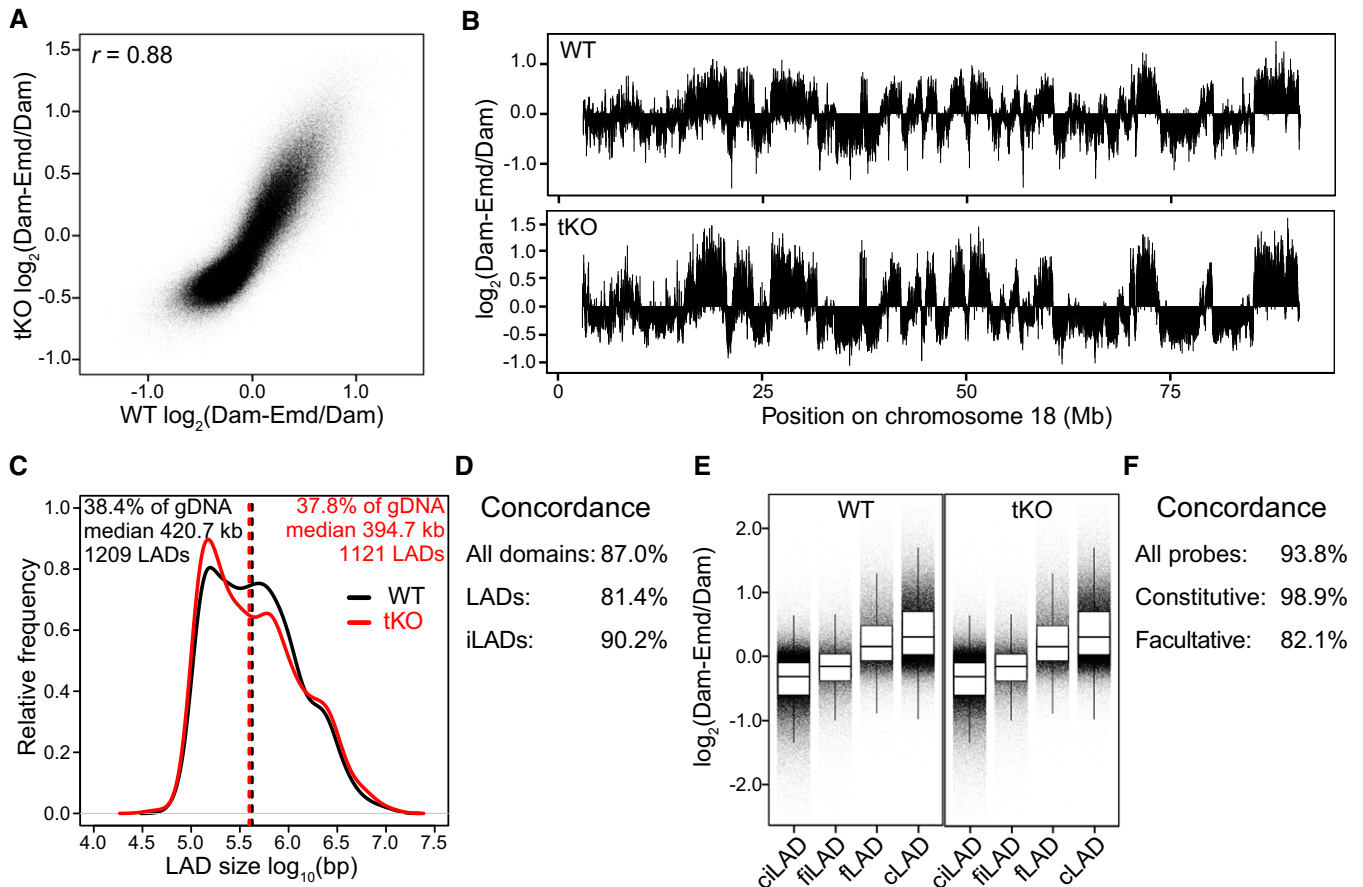 A
r = 0.88
tKO log2(Dam-Emd/Dam)
1.5
1.0
0.5
0.0
-0.5
-1.0
-1.0 0.0 1.0
WT log2(Dam-Emd/Dam)
B
log2(Dam-Emd/Dam)
WT
1.0
0.0
-1.0
tKO
1.5
1.0
0.5
0.0
-0.5
-1.0
0 25 50 75
Position on chromosome 18 (Mb)
C
Relative frequency
1.0
0.8
0.6
0.4
0.2
0.0
38.4% of gDNA
median 420.7 kb
1209 LADs
37.8% of gDNA
median 394.7 kb
1121 LADs
WT
tKO
4.0 4.5 5.0 5.5 6.0 6.5 7.0 7.5
LAD size log10(bp)
D
Concordance
All domains: 87.0%
LADs: 81.4%
iLADs: 90.2%
E
WT tKO
log2(Dam-Emd/Dam)
2.0
0.0
-1.0
-2.0
ciLAD fiLAD fLAD cLAD ciLAD fiLAD fLAD cLAD
F
Concordance
All probes: 93.8%
Constitutive: 98.9%
Facultative: 82.1%